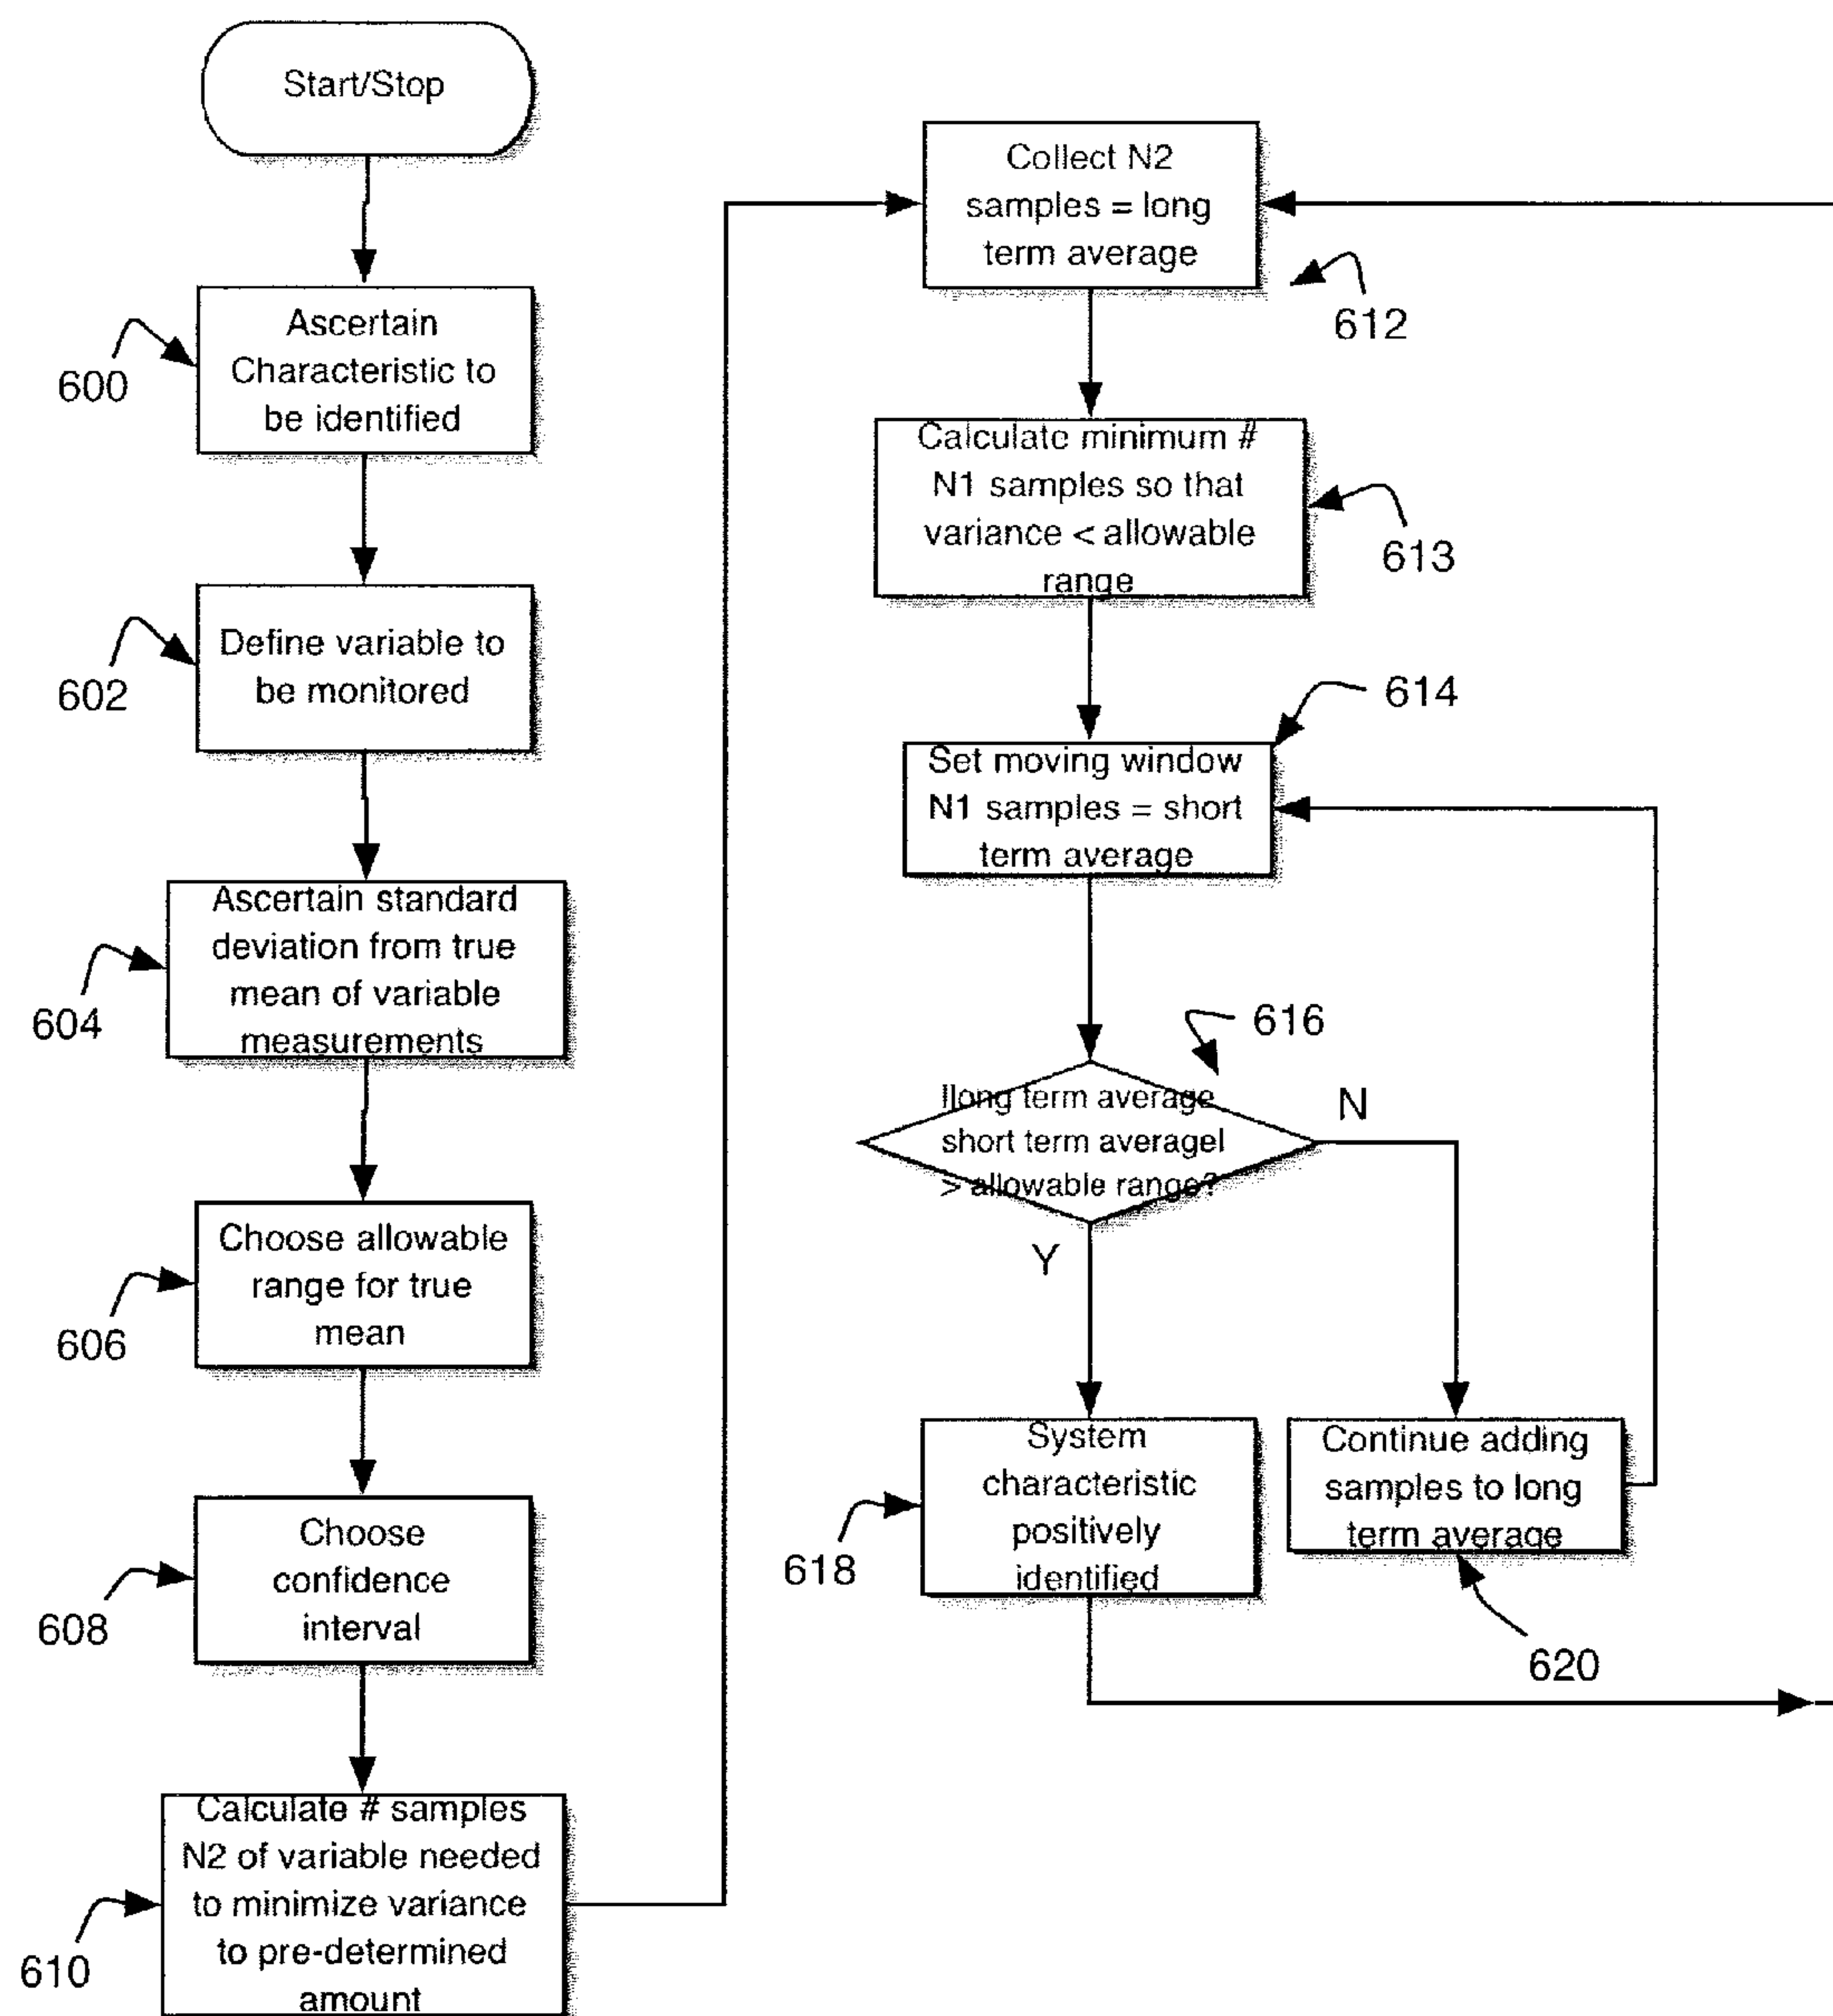 Start/Stop
600
Ascertain
Characteristic to
be identified
602
Define variable to
be monitored
604
Ascertain standard
deviation from true
mean of variable
measurements
606
Choose allowable
range for true
mean
608
Choose
confidence
interval
610
Calculate # samples
N2 of variable needed
to minimize variance
to pre-determined
amount
Collect N2
samples = long
term average
612
Calculate minimum #
N1 samples so that
variance < allowable
range
613
614
Set moving window
N1 samples = short
term average
616
|long term average
short term average|
> allowable range?
N
Y
618
System
characteristic
positively
identified
Continue adding
samples to long
term average
620